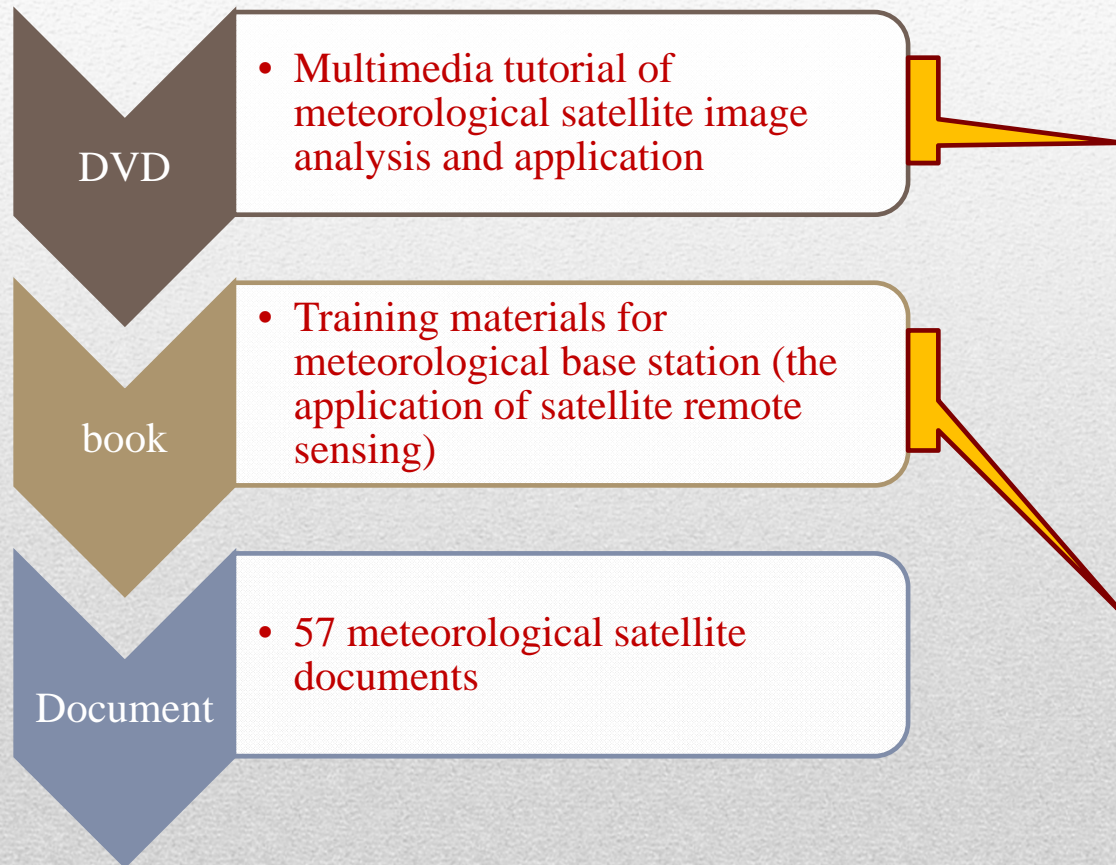 DVD
• Multimedia tutorial of
meteorological satellite image
analysis and application
book
• Training materials for
meteorological base station (the
application of satellite remote
sensing)
Document
• 57 meteorological satellite
documents